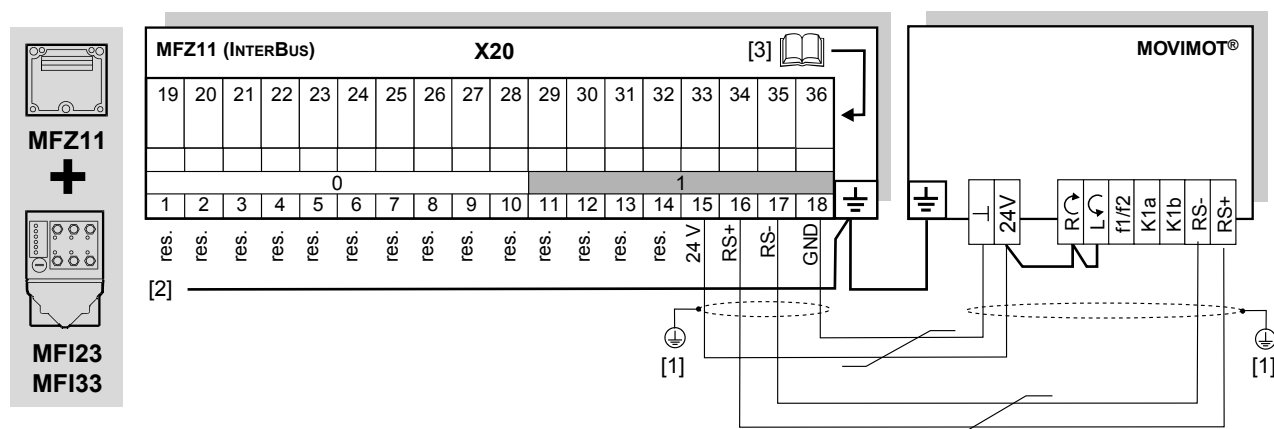 MFZ11 (INTERBUS) X20 [3] MOVIMOT®
19 20 21 22 23 24 25 26 27 28 29 30 31 32 33 34 35 36
MFZ11
+
0 1
1 2 3 4 5 6 7 8 9 10 11 12 13 14 15 16 17 18
res. res. res. res. res. res. res. res. res. res. res. res. res. res. 24 V RS+ RS- GND
⊥ 24V R L f1/f2 K1a K1b RS- RS+
[2]
[1] [1]
MFI23
MFI33